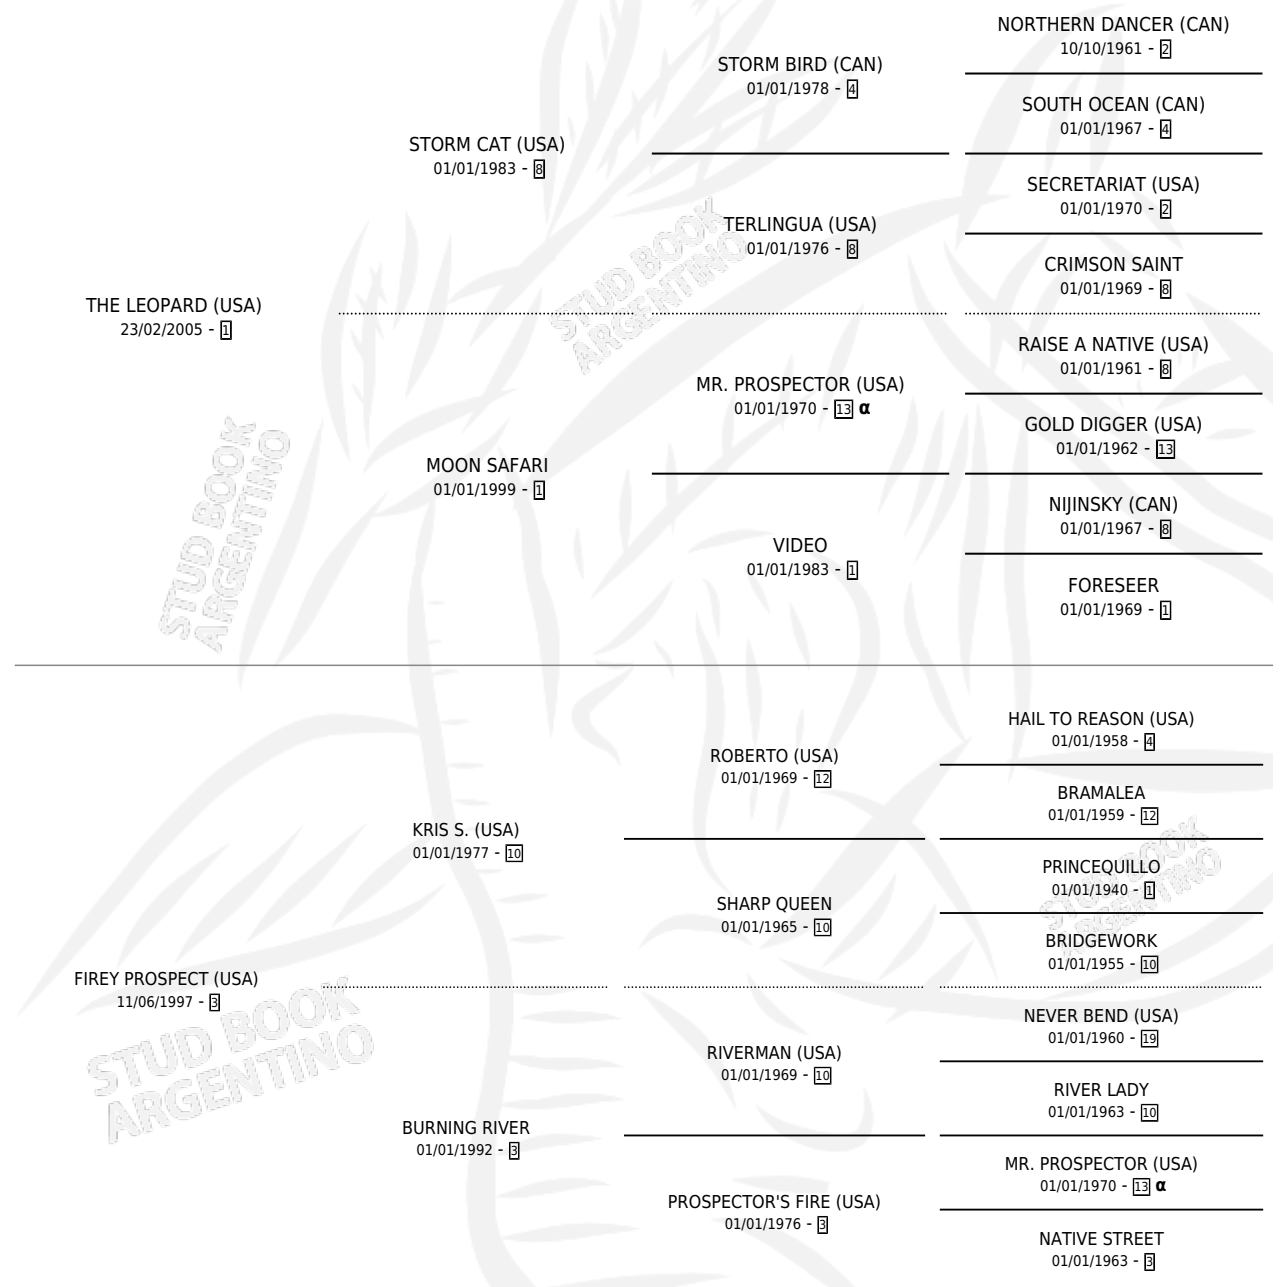 NORTHERN DANCER (CAN)
10/10/1961 - 2
STORM BIRD (CAN)
01/01/1978 - 4
SOUTH OCEAN (CAN)
01/01/1967 - 4
STORM CAT (USA)
01/01/1983 - 8
SECRETARIAT (USA)
01/01/1970 - 2
TERLINGUA (USA)
01/01/1976 - 8
CRIMSON SAINT
01/01/1969 - 8
THE LEOPARD (USA)
23/02/2005 - 1
STUD BOOK
ARGENTINO
RAISE A NATIVE (USA)
01/01/1961 - 8
MR. PROSPECTOR (USA)
01/01/1970 - 13 α
GOLD DIGGER (USA)
01/01/1962 - 13
MOON SAFARI
01/01/1999 - 1
NIJINSKY (CAN)
01/01/1967 - 8
VIDEO
01/01/1983 - 1
FORESEER
01/01/1969 - 1
STUD BOOK
ARGENTINO
HAIL TO REASON (USA)
01/01/1958 - 4
ROBERTO (USA)
01/01/1969 - 12
BRAMALEA
01/01/1959 - 12
KRIS S. (USA)
01/01/1977 - 10
PRINCEQUILLO
01/01/1940 - 1
SHARP QUEEN
01/01/1965 - 10
BRIDGEWORK
01/01/1955 - 10
STUD BOOK
ARGENTINO
FIREY PROSPECT (USA)
11/06/1997 - 3
STUD BOOK
ARGENTINO
NEVER BEND (USA)
01/01/1960 - 19
RIVERMAN (USA)
01/01/1969 - 10
RIVER LADY
01/01/1963 - 10
BURNING RIVER
01/01/1992 - 3
MR. PROSPECTOR (USA)
01/01/1970 - 13 α
PROSPECTOR'S FIRE (USA)
01/01/1976 - 3
NATIVE STREET
01/01/1963 - 3